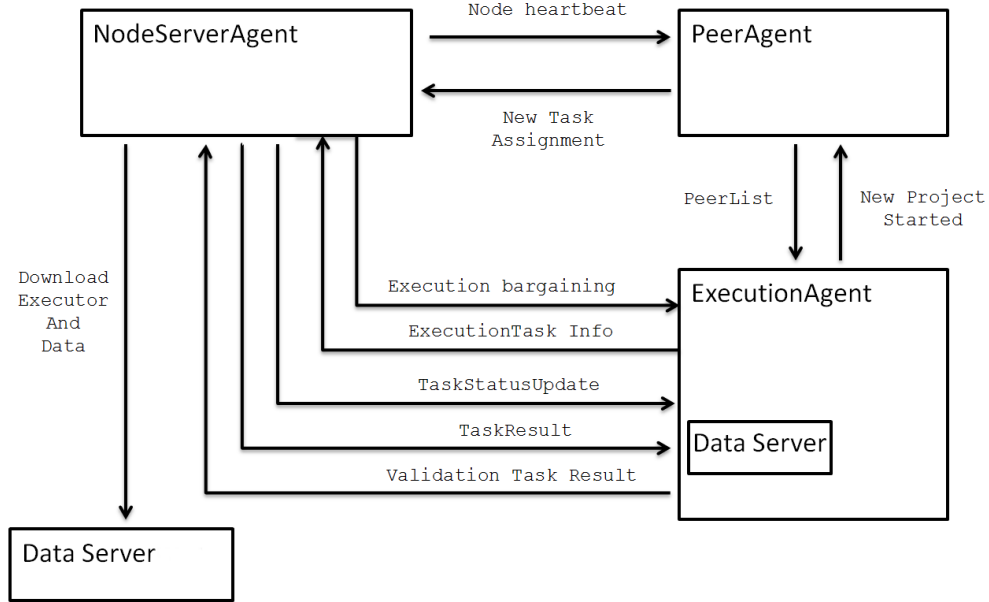 Node heartbeat
NodeServerAgent
PeerAgent
New Task
Assignment
PeerList
New Project
Started
Download
Executor
And
Data
Execution bargaining
ExecutionAgent
ExecutionTask Info
TaskStatusUpdate
TaskResult
Data Server
Validation Task Result
Data Server